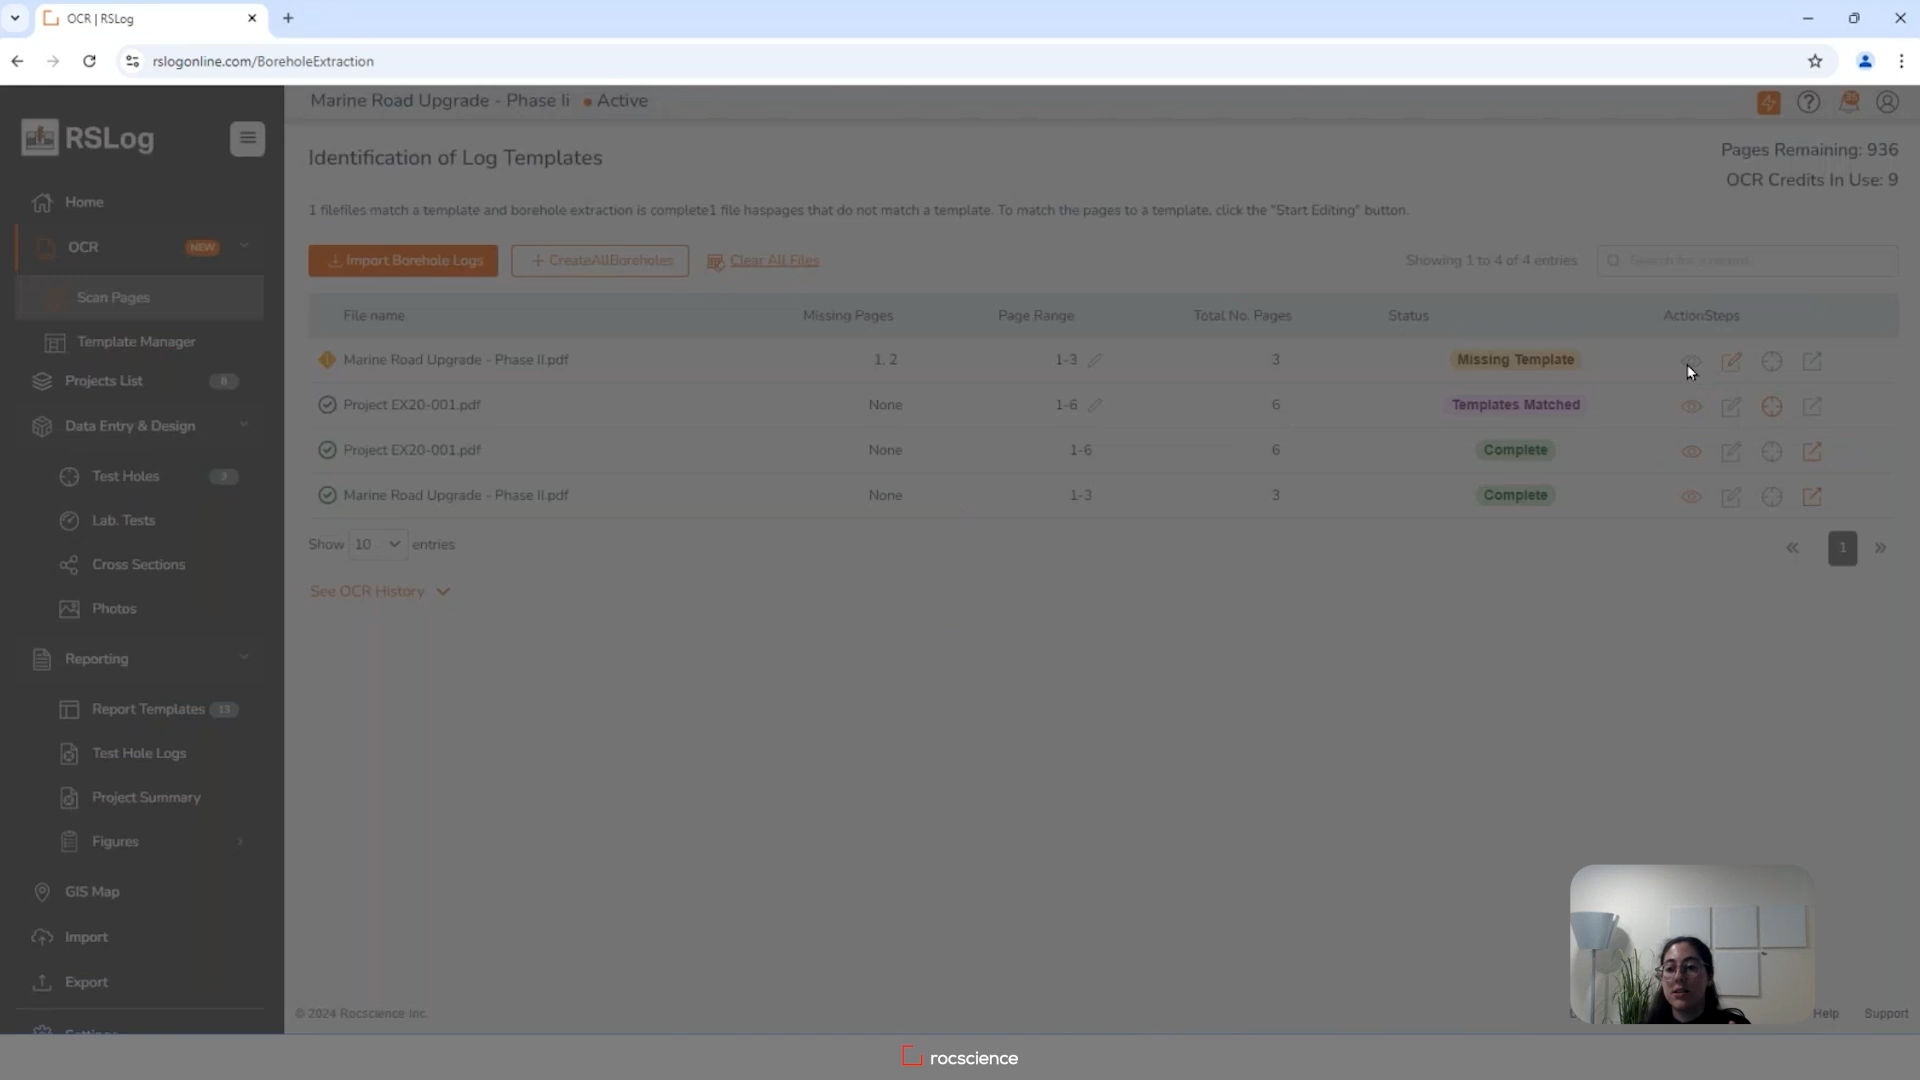 OCR | RSLog
rslogonline.com/BoreholeExtraction
RSLog
Marine Road Upgrade - Phase Ii Active
Home
OCR NEW
Scan Pages
Template Manager
Projects List 8
Data Entry & Design
Test Holes 3
Lab. Tests
Cross Sections
Photos
Reporting
Report Templates 13
Test Hole Logs
Project Summary
Figures
GIS Map
Import
Export
Identification of Log Templates
Pages Remaining: 936
OCR Credits In Use: 9
1 filefiles match a template and borehole extraction is complete1 file haspages that do not match a template. To match the pages to a template, click the "Start Editing" button.
Import Borehole Logs + CreateAllBoreholes Clear All Files Showing 1 to 4 of 4 entries Search for a record
File name Missing Pages Page Range Total No. Pages Status ActionSteps
Marine Road Upgrade - Phase II.pdf 1, 2 1-3 3 Missing Template
Project EX20-001.pdf None 1-6 6 Templates Matched
Project EX20-001.pdf None 1-6 6 Complete
Marine Road Upgrade - Phase II.pdf None 1-3 3 Complete
Show 10 entries « 1 »
See OCR History
© 2024 Rocscience Inc.
Help Support
rocscience